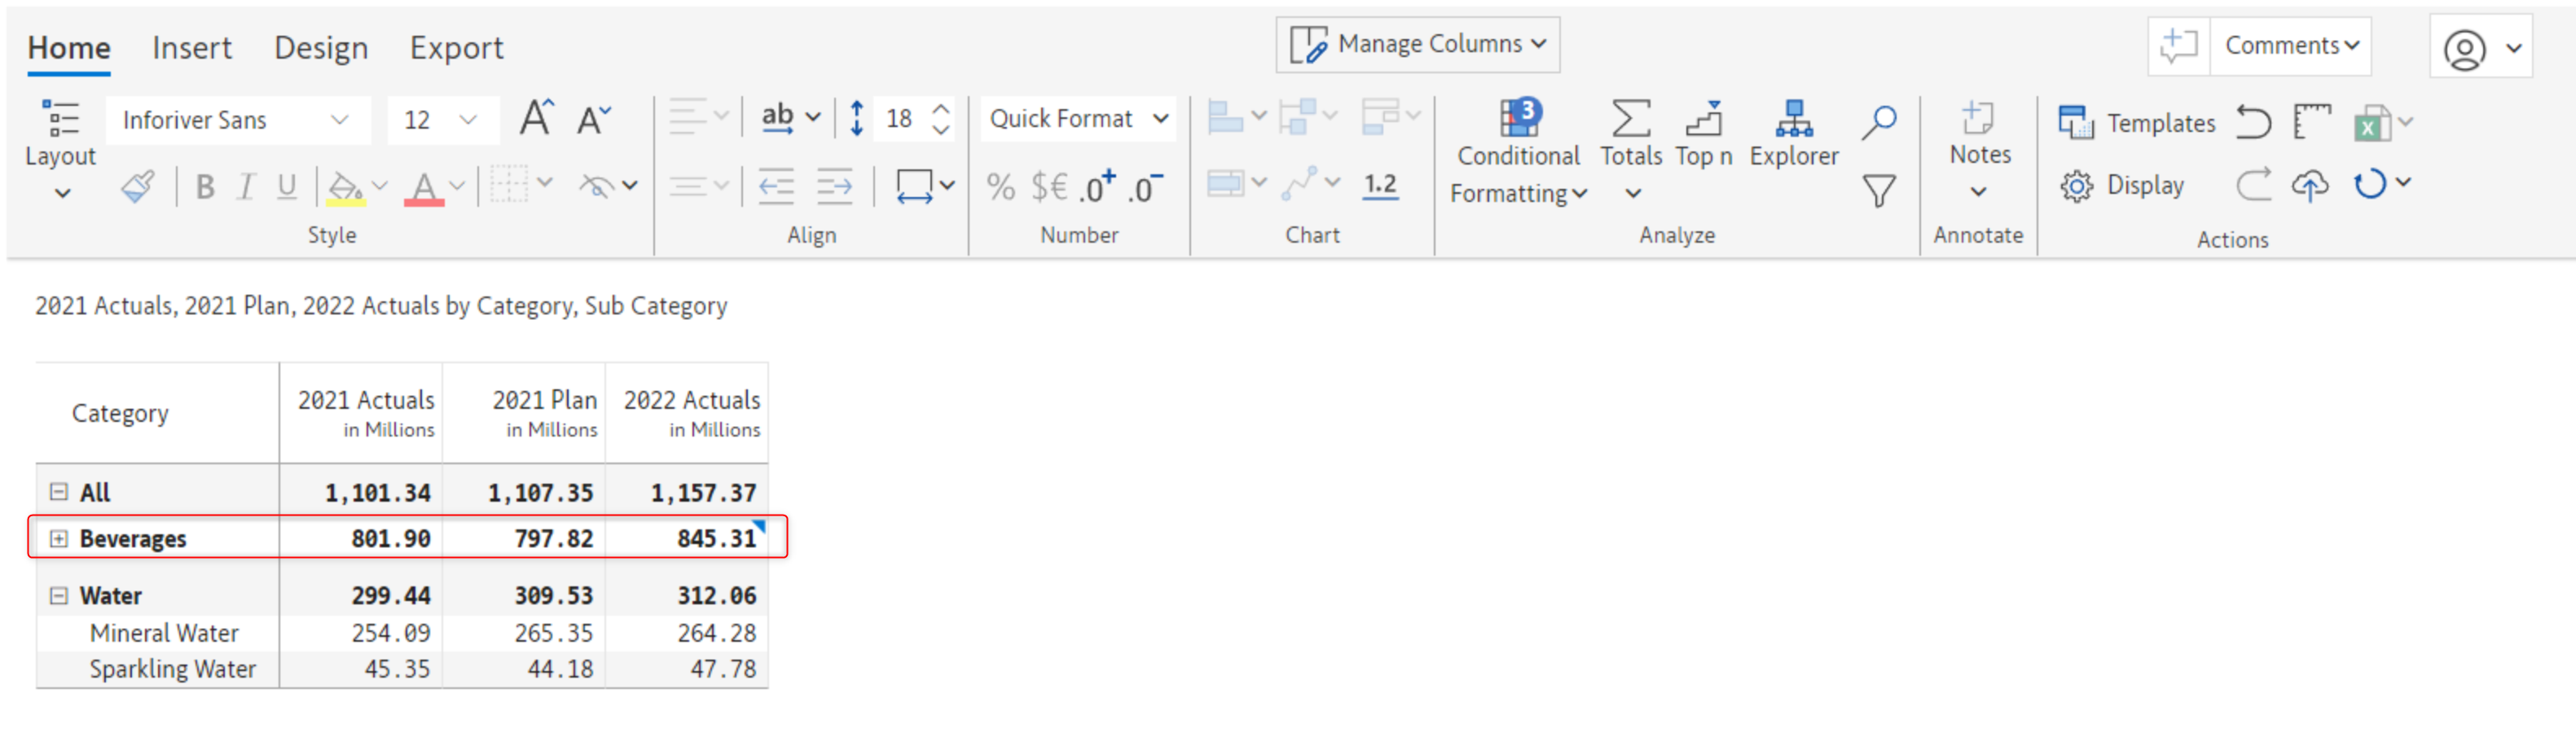 Home Insert Design Export Manage Columns Comments
Inforiver Sans 12 ab 18 Quick Format 3 Templates
Layout Conditional Formatting Totals Top n Explorer Notes
B I U A % $€ .0+ .0- 1.2 Display
Style Align Number Chart Analyze Annotate Actions
2021 Actuals, 2021 Plan, 2022 Actuals by Category, Sub Category
Category 2021 Actuals 2021 Plan 2022 Actuals
in Millions in Millions in Millions
All 1,101.34 1,107.35 1,157.37
Beverages 801.90 797.82 845.31
Water 299.44 309.53 312.06
Mineral Water 254.09 265.35 264.28
Sparkling Water 45.35 44.18 47.78